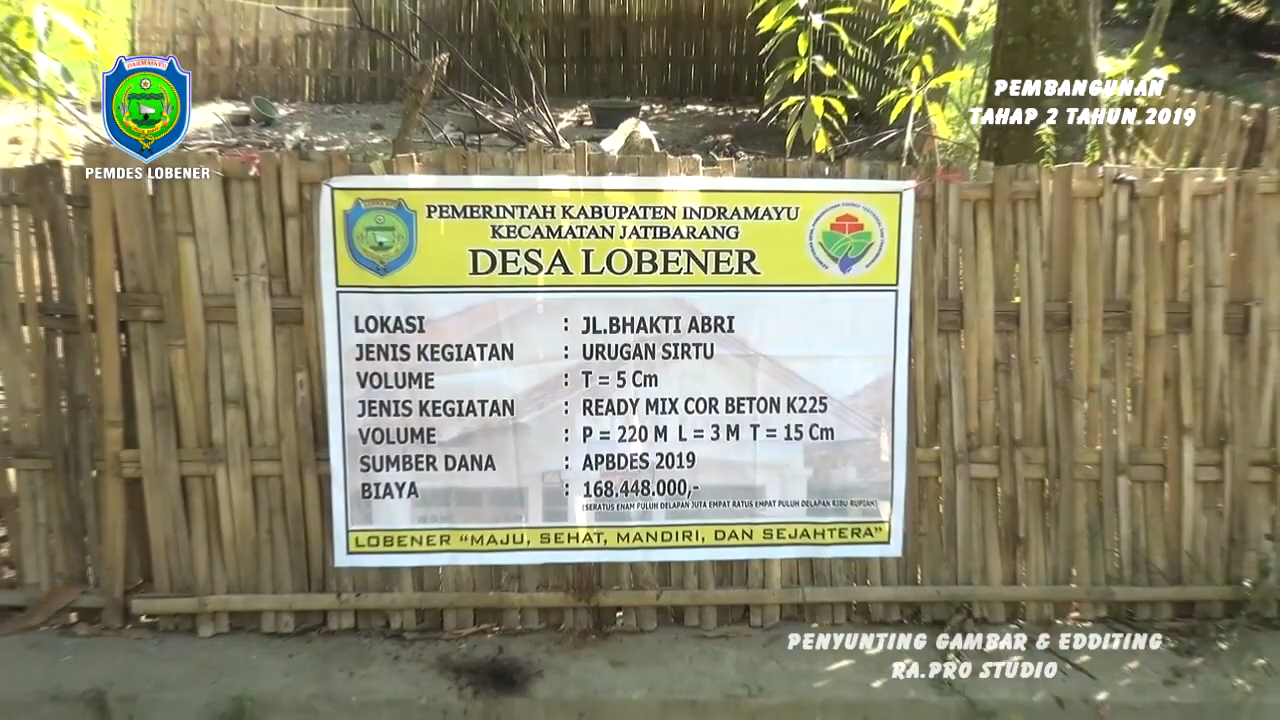 DARMAYU
PEMDES LOBENER
PEMBANGUNAN
TAHAP 2 TAHUN.2019
PEMERINTAH KABUPATEN INDRAMAYU
KECAMATAN JATIBARANG
DESA LOBENER
LOKASI : JL.BHAKTI ABRI
JENIS KEGIATAN : URUGAN SIRTU
VOLUME : T = 5 Cm
JENIS KEGIATAN : READY MIX COR BETON K225
VOLUME : P = 220 M L = 3 M T = 15 Cm
SUMBER DANA : APBDES 2019
BIAYA : 168,448.000,-
(SERATUS ENAM PULUH DELAPAN JUTA EMPAT RATUS EMPAT PULUH DELAPAN RIBU RUPIAH)
LOBENER “MAJU, SEHAT, MANDIRI, DAN SEJAHTERA”
PENYUNTING GAMBAR & EDDITING
RA.PRO STUDIO